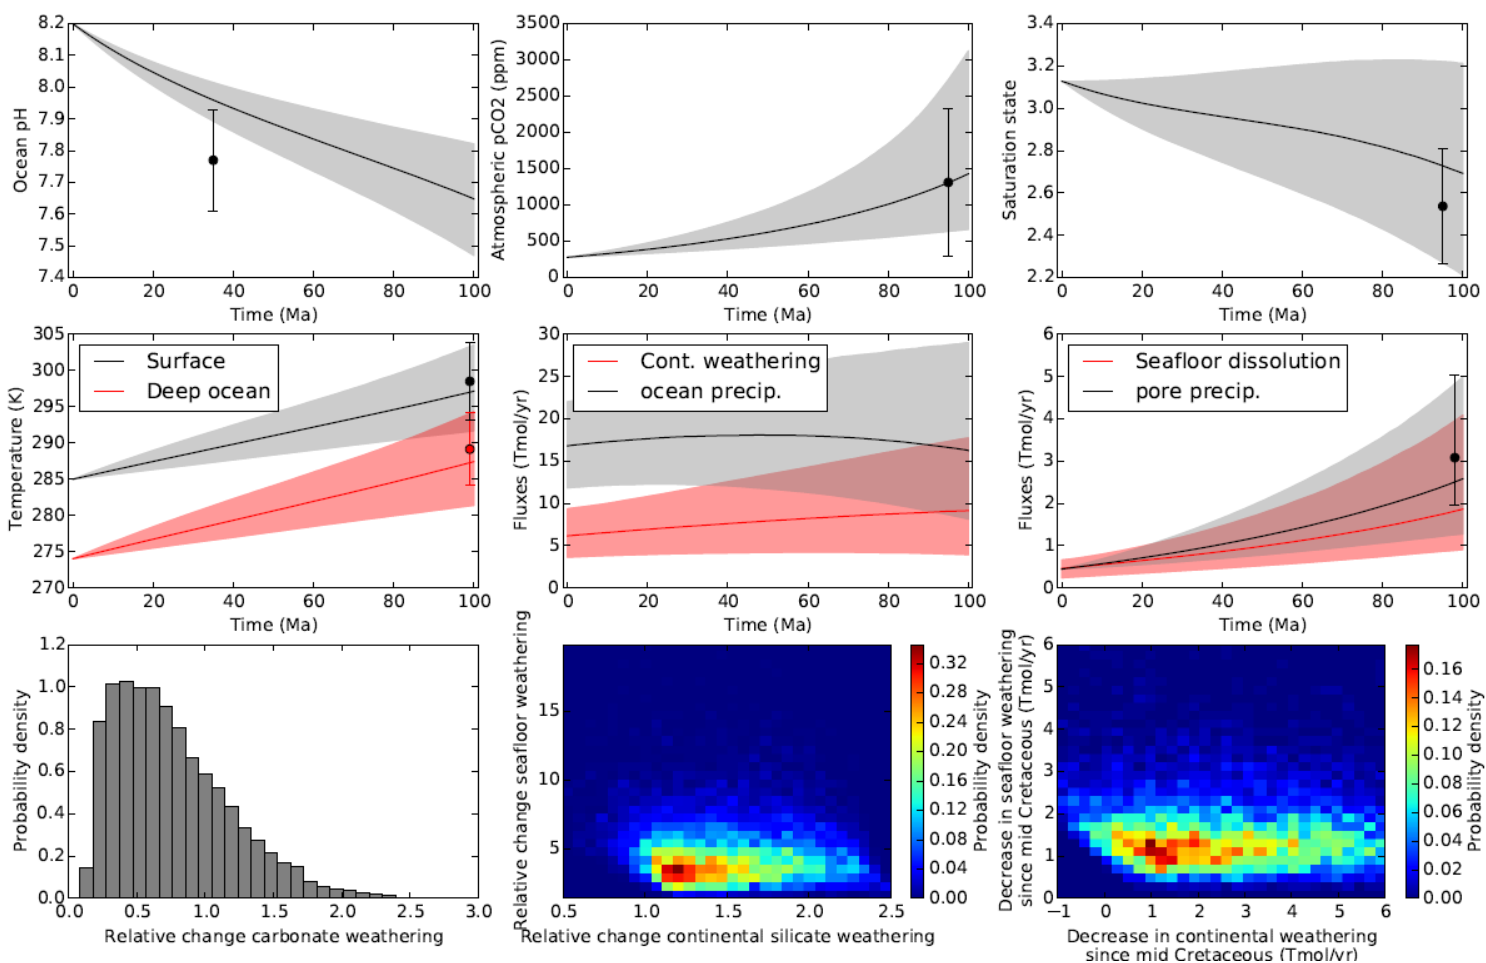 8.2
8.1
8.0
7.9
7.8
7.7
7.6
7.5
7.4
Ocean pH
0 20 40 60 80 100
Time (Ma)
3500
3000
2500
2000
1500
1000
500
0
Atmospheric pCO2 (ppm)
0 20 40 60 80 100
Time (Ma)
3.4
3.2
3.0
2.8
2.6
2.4
2.2
Saturation state
0 20 40 60 80 100
Time (Ma)
305
300
295
290
285
280
275
270
Temperature (K)
Surface
Deep ocean
0 20 40 60 80 100
Time (Ma)
30
25
20
15
10
5
0
Fluxes (Tmol/yr)
Cont. weathering
ocean precip.
0 20 40 60 80 100
Time (Ma)
6
5
4
3
2
1
0
Fluxes (Tmol/yr)
Seafloor dissolution
pore precip.
0 20 40 60 80 100
Time (Ma)
1.2
1.0
0.8
0.6
0.4
0.2
0.0
Probability density
0.0 0.5 1.0 1.5 2.0 2.5 3.0
Relative change carbonate weathering
15
10
5
Relative change seafloor weathering
0.5 1.0 1.5 2.0 2.5
Relative change continental silicate weathering
0.32
0.28
0.24
0.20
0.16
0.12
0.08
0.04
0.00
Probability density
6
5
4
3
2
1
0
Decrease in seafloor weathering
since mid Cretaceous (Tmol/yr)
−1 0 1 2 3 4 5 6
Decrease in continental weathering
since mid Cretaceous (Tmol/yr)
0.16
0.14
0.12
0.10
0.08
0.06
0.04
0.02
0.00
Probability density